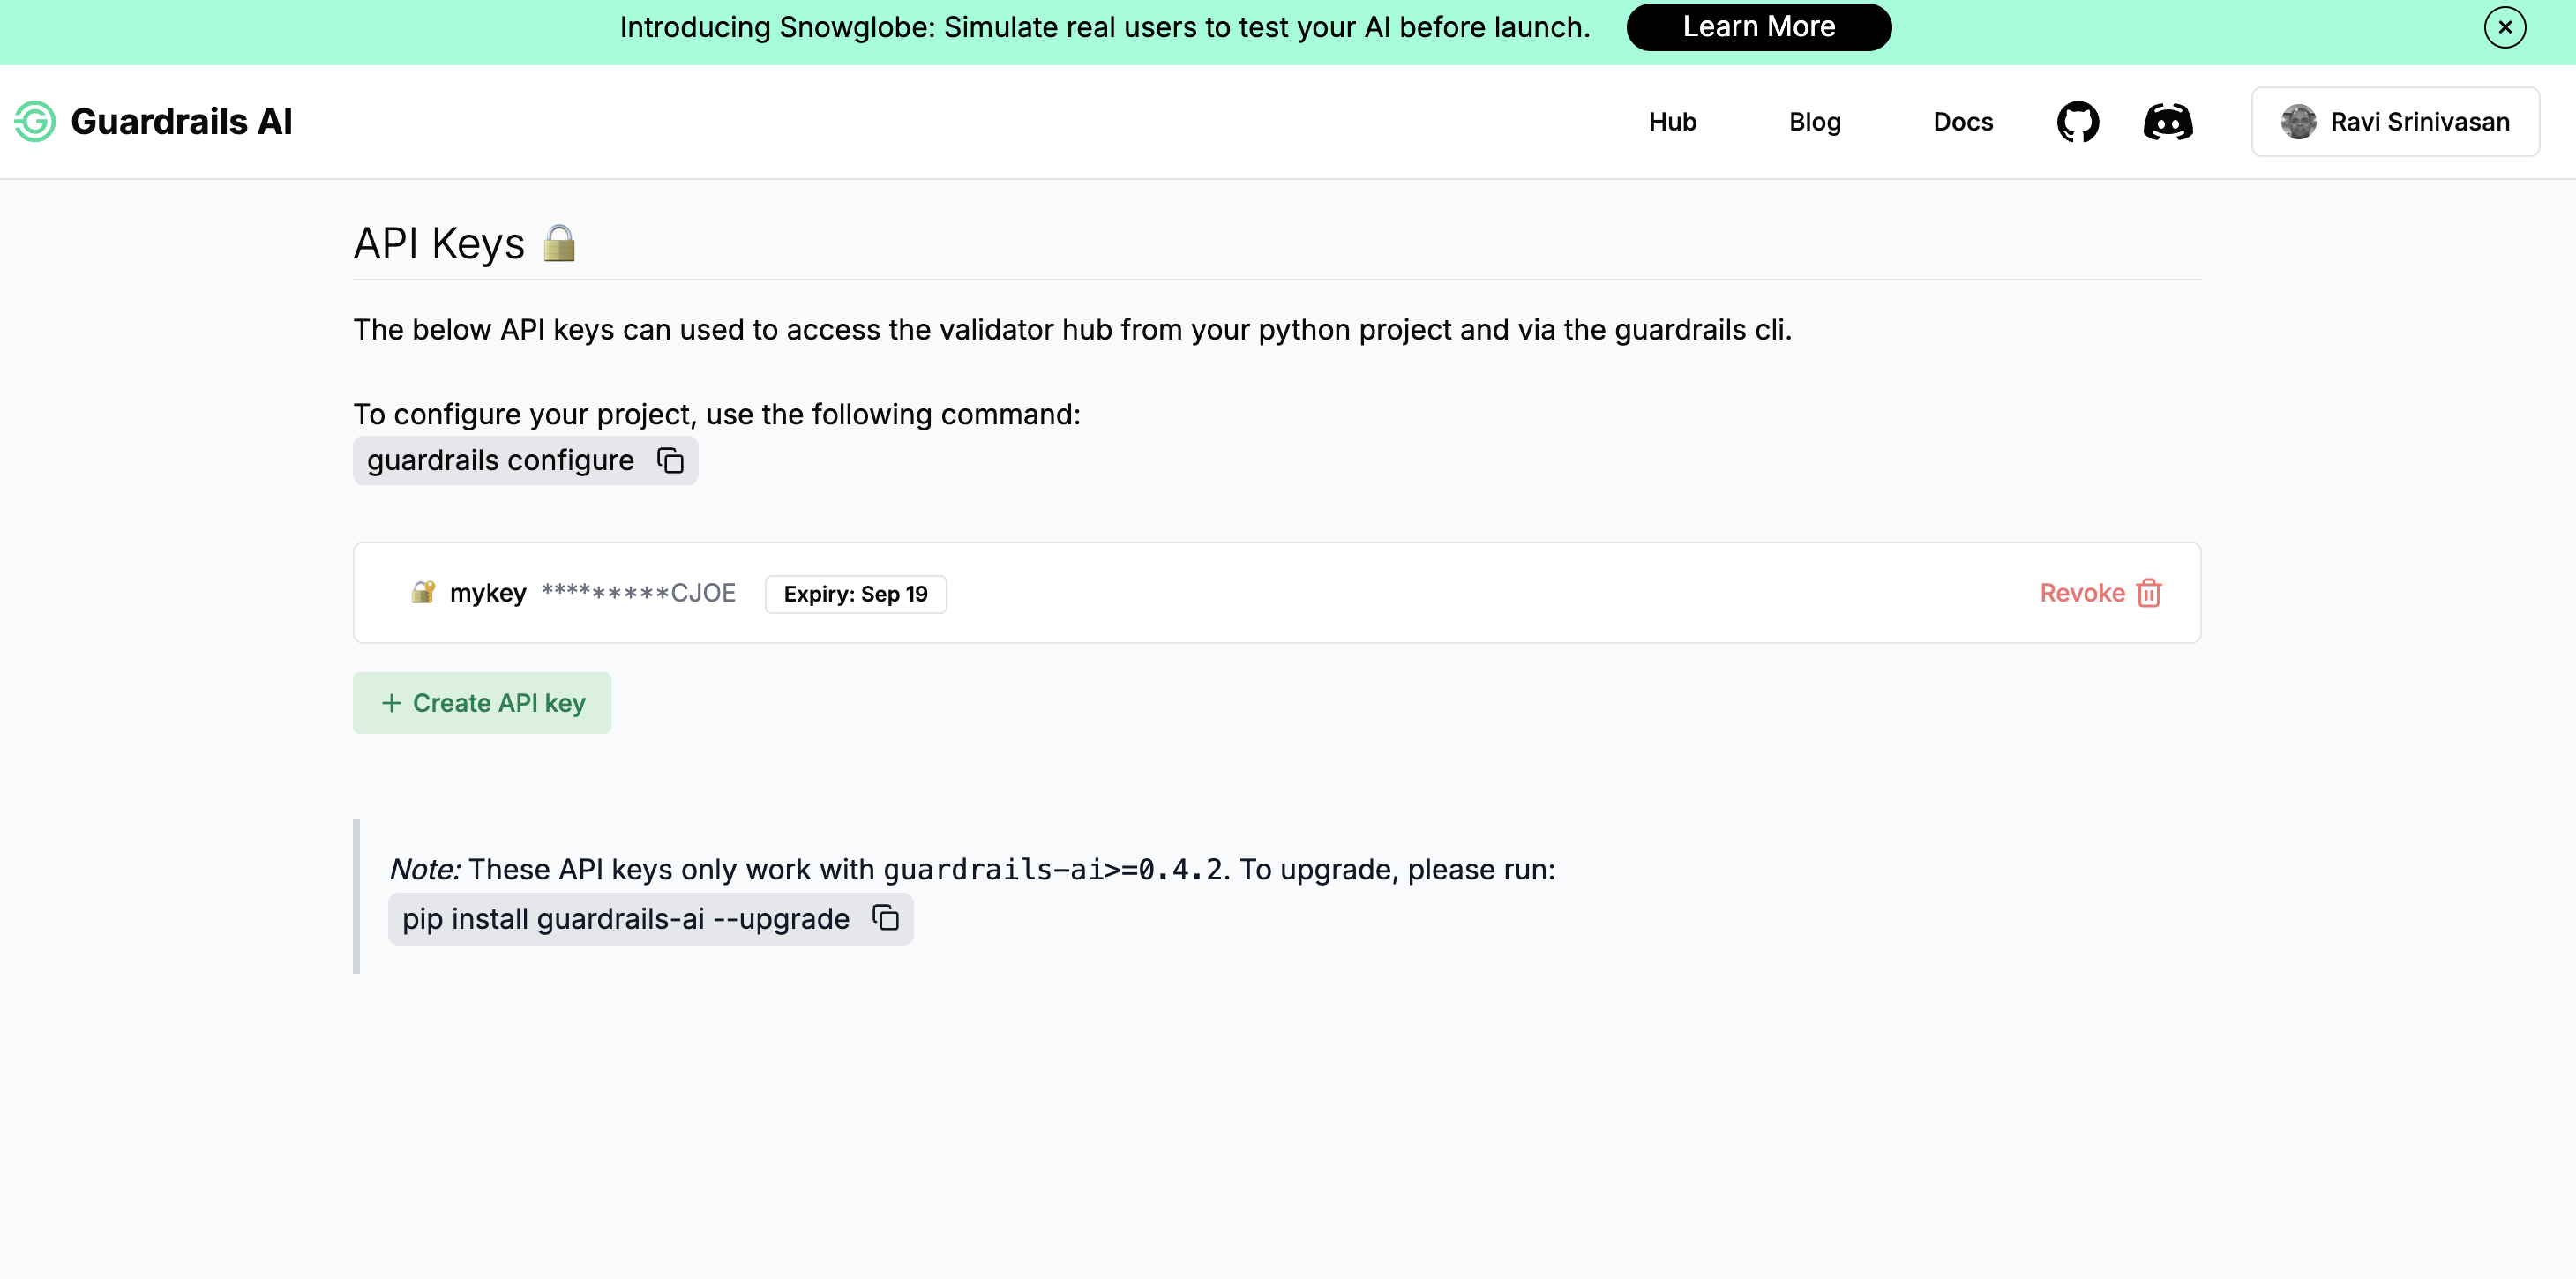 Introducing Snowglobe: Simulate real users to test your AI before launch. Learn More
Guardrails AI Hub Blog Docs Ravi Srinivasan
API Keys
The below API keys can used to access the validator hub from your python project and via the guardrails cli.
To configure your project, use the following command:
guardrails configure
mykey *********CJOE Expiry: Sep 19 Revoke
+ Create API key
Note: These API keys only work with guardrails-ai>=0.4.2. To upgrade, please run:
pip install guardrails-ai --upgrade